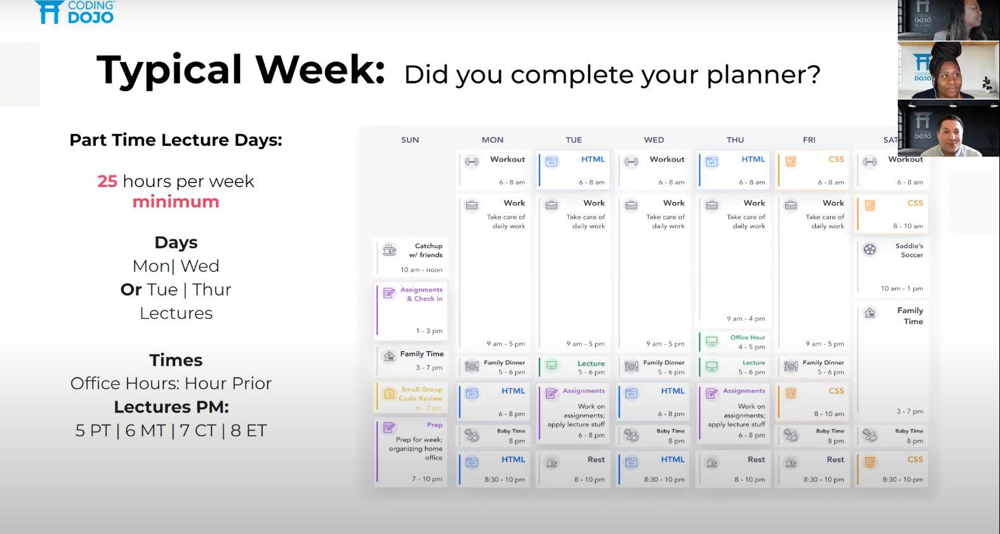 CODING
DOJO
Typical Week: Did you complete your planner?
Part Time Lecture Days:
25 hours per week
minimum
Days
Mon| Wed
Or Tue | Thur
Lectures
Times
Office Hours: Hour Prior
Lectures PM:
5 PT | 6 MT | 7 CT | 8 ET
SUN
Catchup
w/ friends
10 am - noon
Assignments
& Check in
1 - 3 pm
Family Time
3 - 7 pm
Small Group
Code Review
6 - 7 pm
Prep
Prep for week;
organizing home
office
7 - 10 pm
MON
Workout
6 - 8 am
Work
Take care of
daily work
9 am - 5 pm
Family Dinner
5 - 6 pm
HTML
6 - 8 pm
Baby Time
8 pm
HTML
8:30 - 10 pm
TUE
HTML
6 - 8 am
Work
Take care of
daily work
9 am - 5 pm
Lecture
5 - 6 pm
Assignments
Work on
assignments;
apply lecture stuff
6 - 8 pm
Rest
8 - 10 pm
WED
Workout
6 - 8 am
Work
Take care of
daily work
9 am - 5 pm
Family Dinner
5 - 6 pm
HTML
6 - 8 pm
Baby Time
8 pm
HTML
8:30 - 10 pm
THU
HTML
6 - 8 am
Work
Take care of
daily work
9 am - 4 pm
Office Hour
4 - 5 pm
Lecture
5 - 6 pm
Assignments
Work on
assignments;
apply lecture stuff
6 - 8 pm
Rest
8 - 10 pm
FRI
CSS
6 - 8 am
Work
Take care of
daily work
9 am - 5 pm
Family Dinner
5 - 6 pm
CSS
8 - 10 am
Baby Time
8 pm
Rest
8:30 - 10 pm
SAT
Workout
6 - 8 am
CSS
8 - 10 am
Saddie's
Soccer
10 am - 1 pm
Family
Time
3 - 7 pm
Baby Time
8 pm
CSS
8:30 - 10 pm
CODING
DOJO
CODING
DOJO
CODING
DOJO